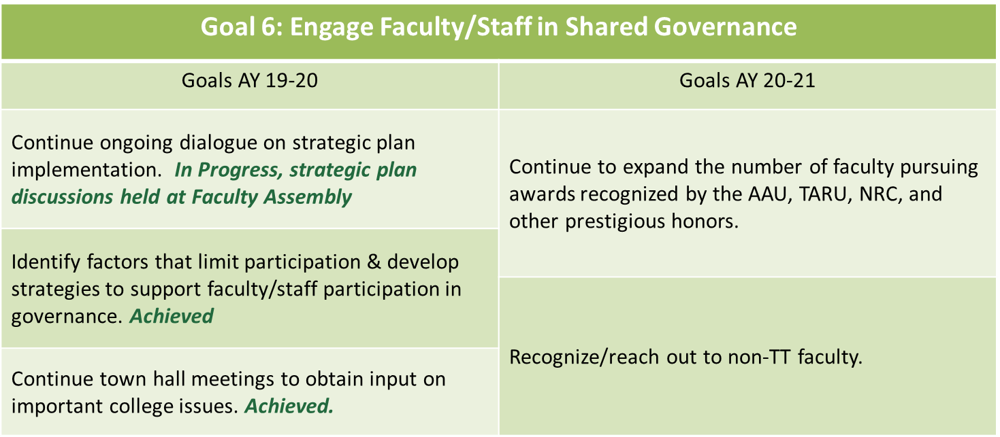 Goal 6: Engage Faculty/Staff in Shared Governance
Goals AY 19-20
Goals AY 20-21
Continue ongoing dialogue on strategic plan
implementation.  In Progress, strategic plan
discussions held at Faculty Assembly
Identify factors that limit participation & develop
strategies to support faculty/staff participation in
governance. Achieved
Continue town hall meetings to obtain input on
important college issues. Achieved.
Continue to expand the number of faculty pursuing
awards recognized by the AAU, TARU, NRC, and
other prestigious honors.
Recognize/reach out to non-TT faculty.